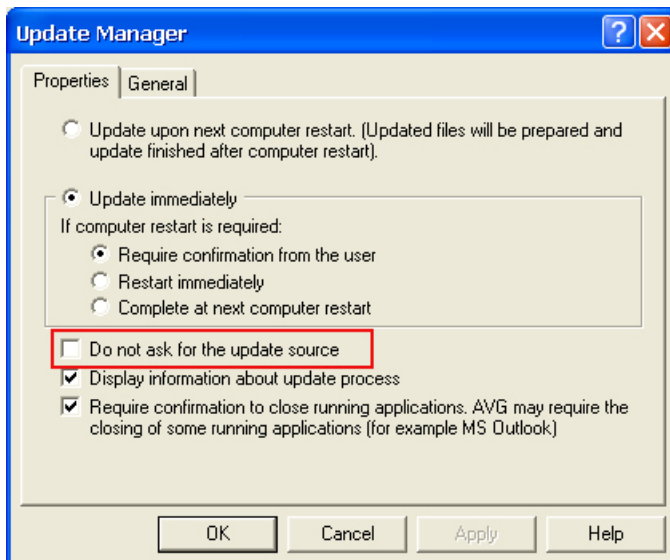 Update Manager
Properties General
Update upon next computer restart. (Updated files will be prepared and
update finished after computer restart).
Update immediately
If computer restart is required:
Require confirmation from the user
Restart immediately
Complete at next computer restart
Do not ask for the update source
Display information about update process
Require confirmation to close running applications. AVG may require the
closing of some running applications (for example MS Outlook)
OK Cancel Apply Help